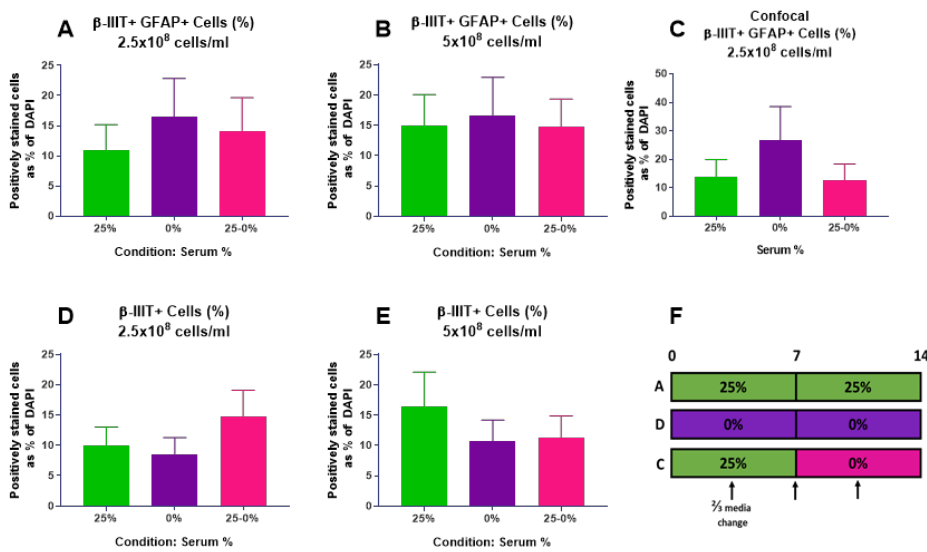 A
β-IIIT+ GFAP+ Cells (%)
2.5x10⁸ cells/ml
Positively stained cells
as % of DAPI
25
20
15
10
5
0
25%
0%
25-0%
Condition: Serum %
B
β-IIIT+ GFAP+ Cells (%)
5x10⁸ cells/ml
Positively stained cells
as % of DAPI
25
20
15
10
5
0
25%
0%
25-0%
Condition: Serum %
C
Confocal
β-IIIT+ GFAP+ Cells (%)
2.5x10⁸ cells/ml
Positively stained cells
as % of DAPI
50
40
30
20
10
0
25%
0%
25-0%
Serum %
D
β-IIIT+ Cells (%)
2.5x10⁸ cells/ml
Positively stained cells
as % of DAPI
25
20
15
10
5
0
25%
0%
25-0%
Condition: Serum %
E
β-IIIT+ Cells (%)
5x10⁸ cells/ml
Positively stained cells
as % of DAPI
25
20
15
10
5
0
25%
0%
25-0%
Condition: Serum %
F
0 7 14
A 25% 25%
D 0% 0%
C 25% 0%
⅔ media
change